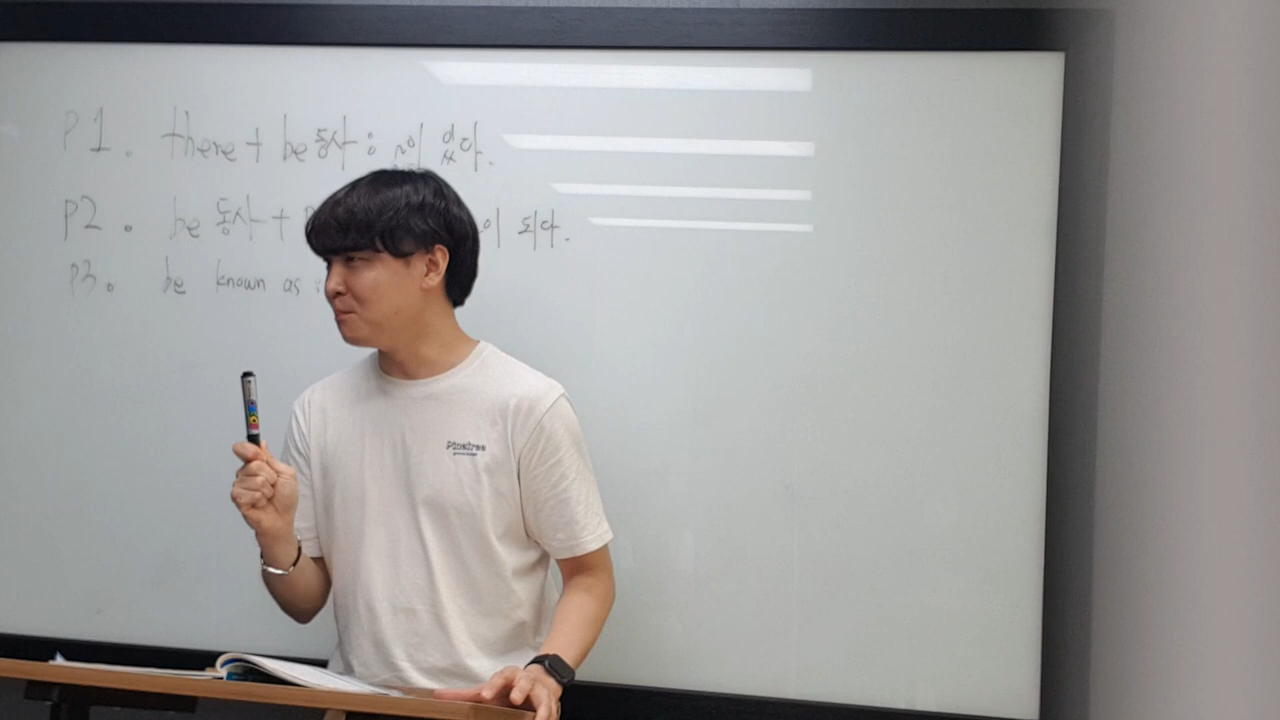 P1. there + be동사 : ~이 있다.
P2. be 동사 + 이 되다.
P3. be known as :
Pinetree